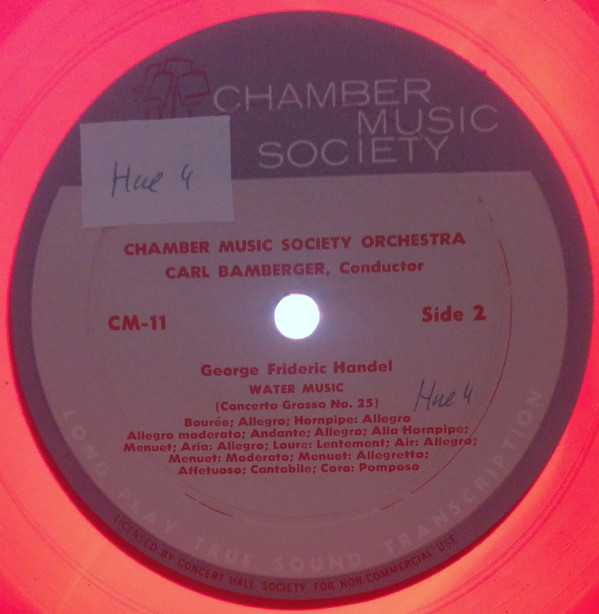 CHAMBER
MUSIC
SOCIETY
Hae 4
CHAMBER MUSIC SOCIETY ORCHESTRA
CARL BAMBERGER, Conductor
CM-11
Side 2
George Frideric Handel
WATER MUSIC
(Concerto Grosso No. 25)
Hae 4
Bourée; Allegro; Hornpipe: Allegro
Allegro moderato; Andante; Allegro; Alla Hornpipe;
Menuet; Aria: Allegro; Loure: Lentement; Air: Allegro;
Menuet: Moderato; Menuet: Allegretto;
Affetuoso; Cantabile; Coro: Pomposo
LONG PLAY TRUE SOUND TRANSCRIPTION
LICENSED BY CONCERT HALL SOCIETY FOR NON-COMMERCIAL USE